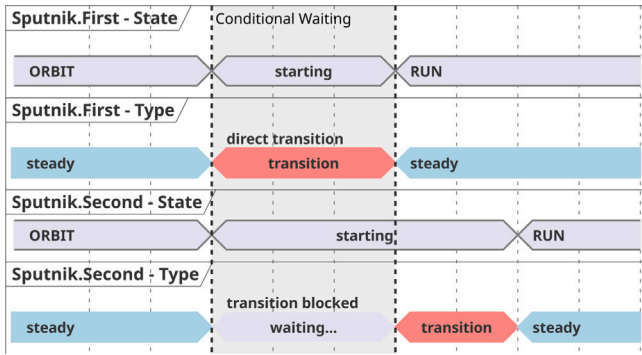 Sputnik.First - State
Conditional Waiting
ORBIT
starting
RUN
Sputnik.First - Type
direct transition
steady
transition
steady
Sputnik.Second - State
ORBIT
starting
RUN
Sputnik.Second - Type
transition blocked
steady
waiting...
transition
steady